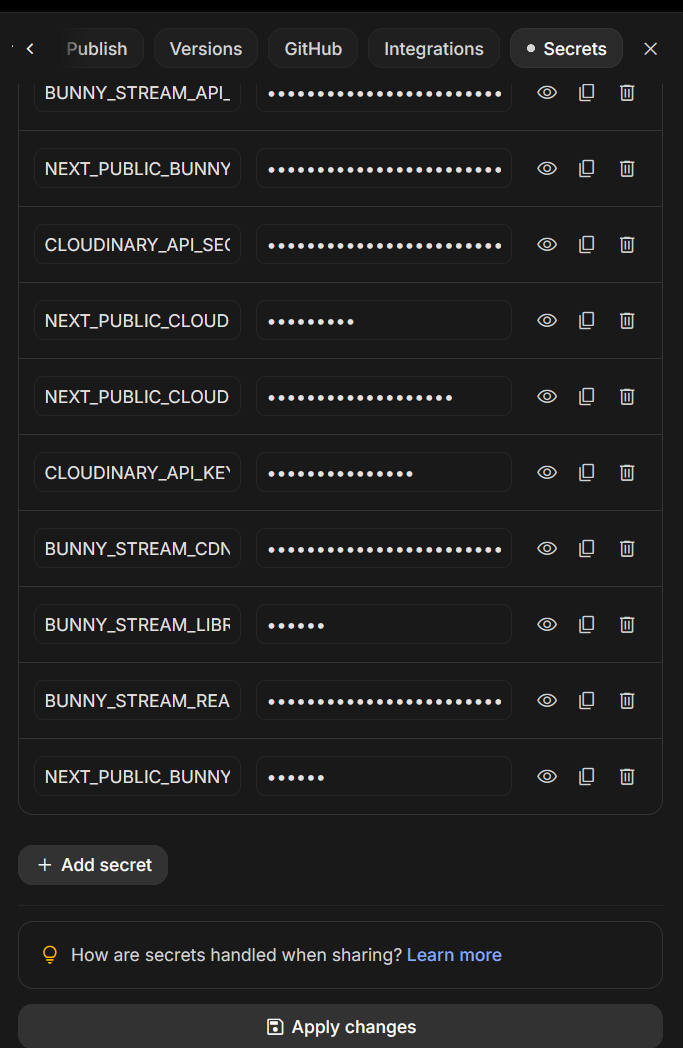 Publish
Versions
GitHub
Integrations
Secrets
BUNNY_STREAM_API_
NEXT_PUBLIC_BUNNY
CLOUDINARY_API_SEC
NEXT_PUBLIC_CLOUD
NEXT_PUBLIC_CLOUD
CLOUDINARY_API_KEY
BUNNY_STREAM_CDN
BUNNY_STREAM_LIBR
BUNNY_STREAM_REA
NEXT_PUBLIC_BUNNY
Add secret
How are secrets handled when sharing? Learn more
Apply changes